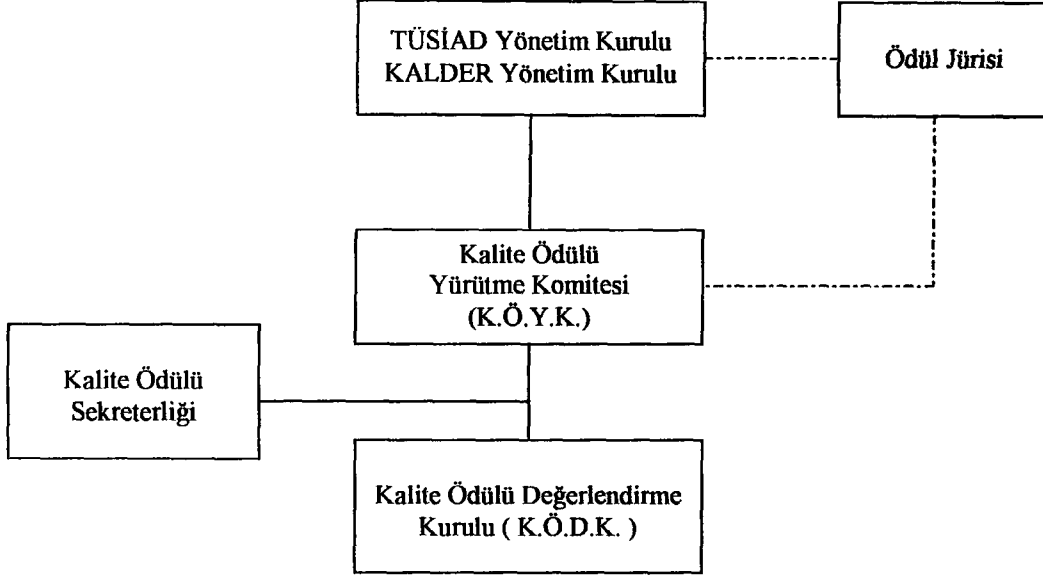 TÜSİAD Yönetim Kurulu
KALDER Yönetim Kurulu
Ödül Jürisi
Kalite Ödülü
Yürütme Komitesi
(K.Ö.Y.K.)
Kalite Ödülü
Sekreterliği
Kalite Ödülü Değerlendirme
Kurulu ( K.Ö.D.K. )